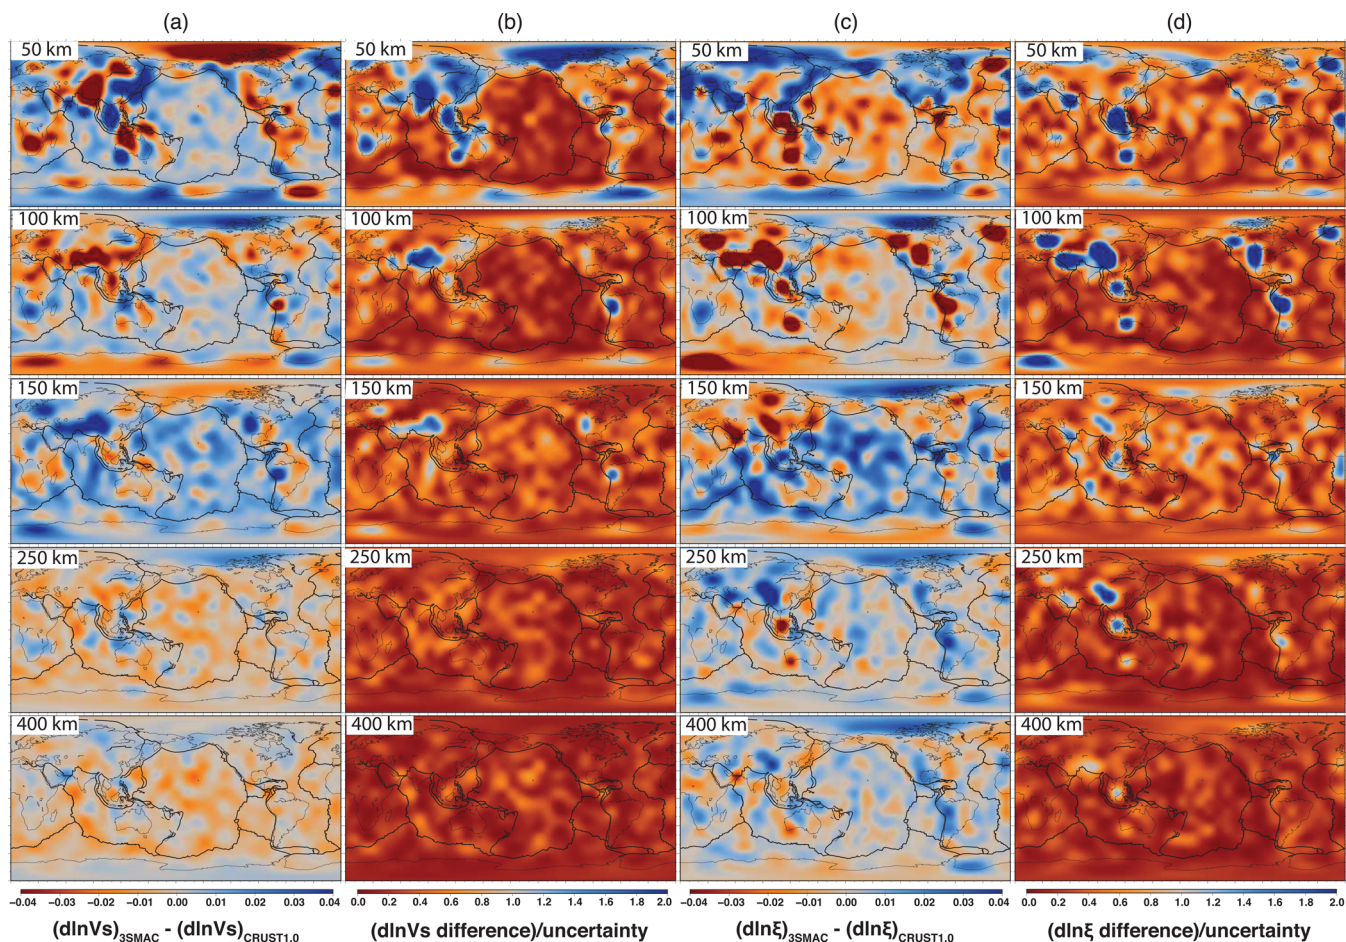 (a) (b) (c) (d)
50 km 50 km 50 km 50 km
100 km 100 km 100 km 100 km
150 km 150 km 150 km 150 km
250 km 250 km 250 km 250 km
400 km 400 km 400 km 400 km
-0.04 -0.03 -0.02 -0.01 0.00 0.01 0.02 0.03 0.04 0.0 0.2 0.4 0.6 0.8 1.0 1.2 1.4 1.6 1.8 2.0 -0.04 -0.03 -0.02 -0.01 0.00 0.01 0.02 0.03 0.04 0.0 0.2 0.4 0.6 0.8 1.0 1.2 1.4 1.6 1.8 2.0
(dlnVs)3SMAC - (dlnVs)CRUST1.0 (dlnVs difference)/uncertainty (dlnξ)3SMAC - (dlnξ)CRUST1.0 (dlnξ difference)/uncertainty